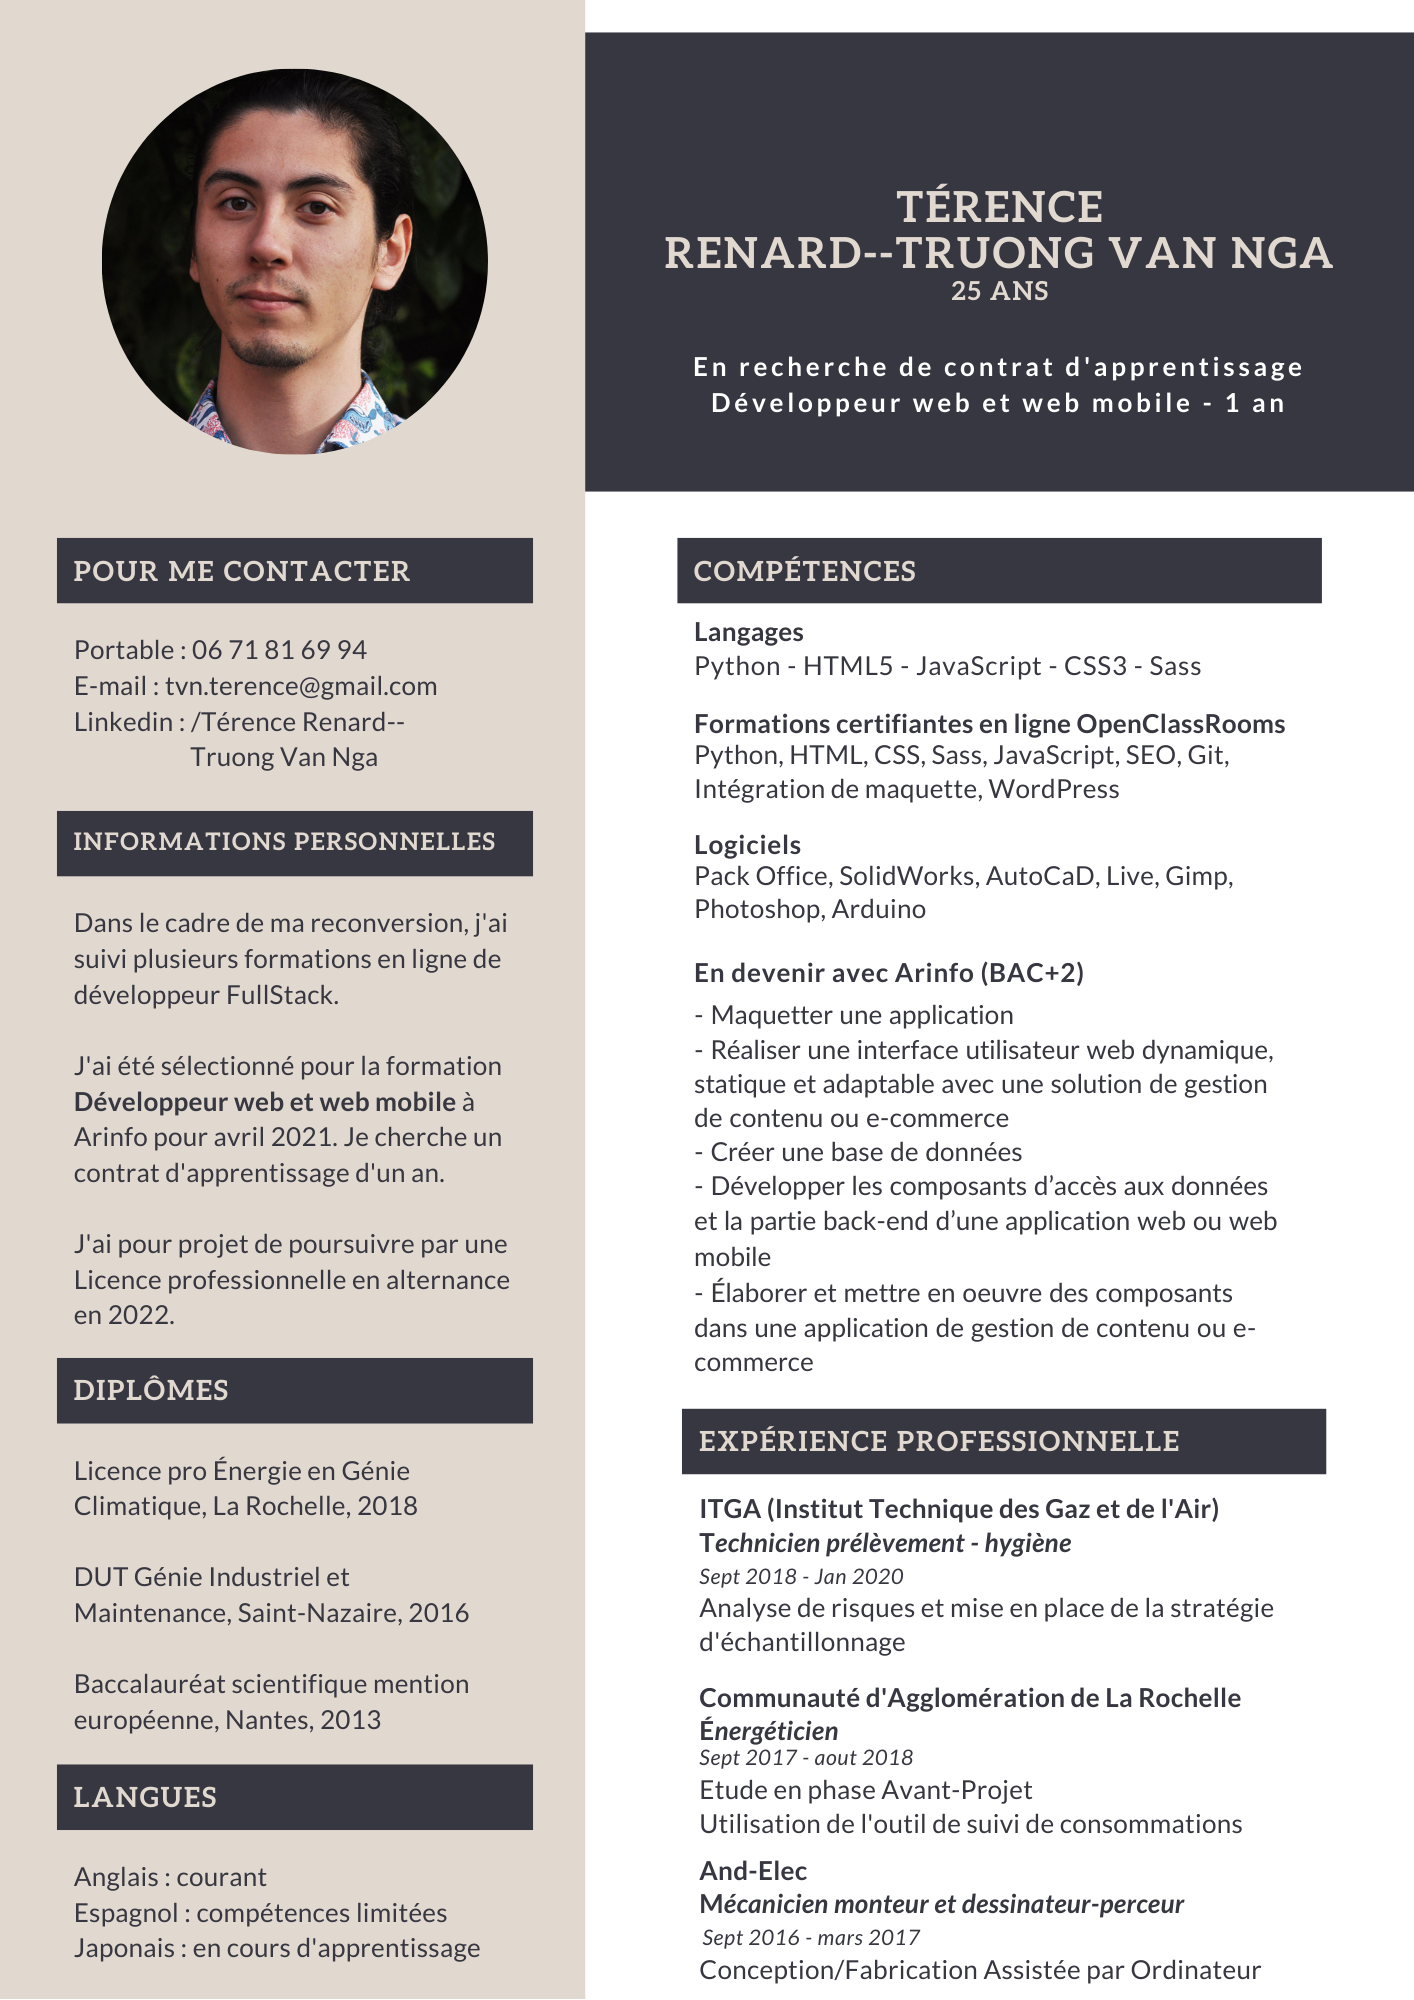 TÉRENCE
RENARD--TRUONG VAN NGA
25 ANS
En recherche de contrat d'apprentissage
Développeur web et web mobile - 1 an
POUR ME CONTACTER
Portable : 06 71 81 69 94
E-mail : tvn.terence@gmail.com
Linkedin : /Térence Renard--
Truong Van Nga
INFORMATIONS PERSONNELLES
Dans le cadre de ma reconversion, j'ai
suivi plusieurs formations en ligne de
développeur FullStack.
J'ai été sélectionné pour la formation
Développeur web et web mobile à
Arinfo pour avril 2021. Je cherche un
contrat d'apprentissage d'un an.
J'ai pour projet de poursuivre par une
Licence professionnelle en alternance
en 2022.
DIPLÔMES
Licence pro Énergie en Génie
Climatique, La Rochelle, 2018
DUT Génie Industriel et
Maintenance, Saint-Nazaire, 2016
Baccalauréat scientifique mention
européenne, Nantes, 2013
LANGUES
Anglais : courant
Espagnol : compétences limitées
Japonais : en cours d'apprentissage
COMPÉTENCES
Langages
Python - HTML5 - JavaScript - CSS3 - Sass
Formations certifiantes en ligne OpenClassRooms
Python, HTML, CSS, Sass, JavaScript, SEO, Git,
Intégration de maquette, WordPress
Logiciels
Pack Office, SolidWorks, AutoCaD, Live, Gimp,
Photoshop, Arduino
En devenir avec Arinfo (BAC+2)
- Maquetter une application
- Réaliser une interface utilisateur web dynamique,
statique et adaptable avec une solution de gestion
de contenu ou e-commerce
- Créer une base de données
- Développer les composants d’accès aux données
et la partie back-end d’une application web ou web
mobile
- Élaborer et mettre en oeuvre des composants
dans une application de gestion de contenu ou e-
commerce
EXPÉRIENCE PROFESSIONNELLE
ITGA (Institut Technique des Gaz et de l'Air)
Technicien prélèvement - hygiène
Sept 2018 - Jan 2020
Analyse de risques et mise en place de la stratégie
d'échantillonnage
Communauté d'Agglomération de La Rochelle
Énergéticien
Sept 2017 - aout 2018
Etude en phase Avant-Projet
Utilisation de l'outil de suivi de consommations
And-Elec
Mécanicien monteur et dessinateur-perceur
Sept 2016 - mars 2017
Conception/Fabrication Assistée par Ordinateur